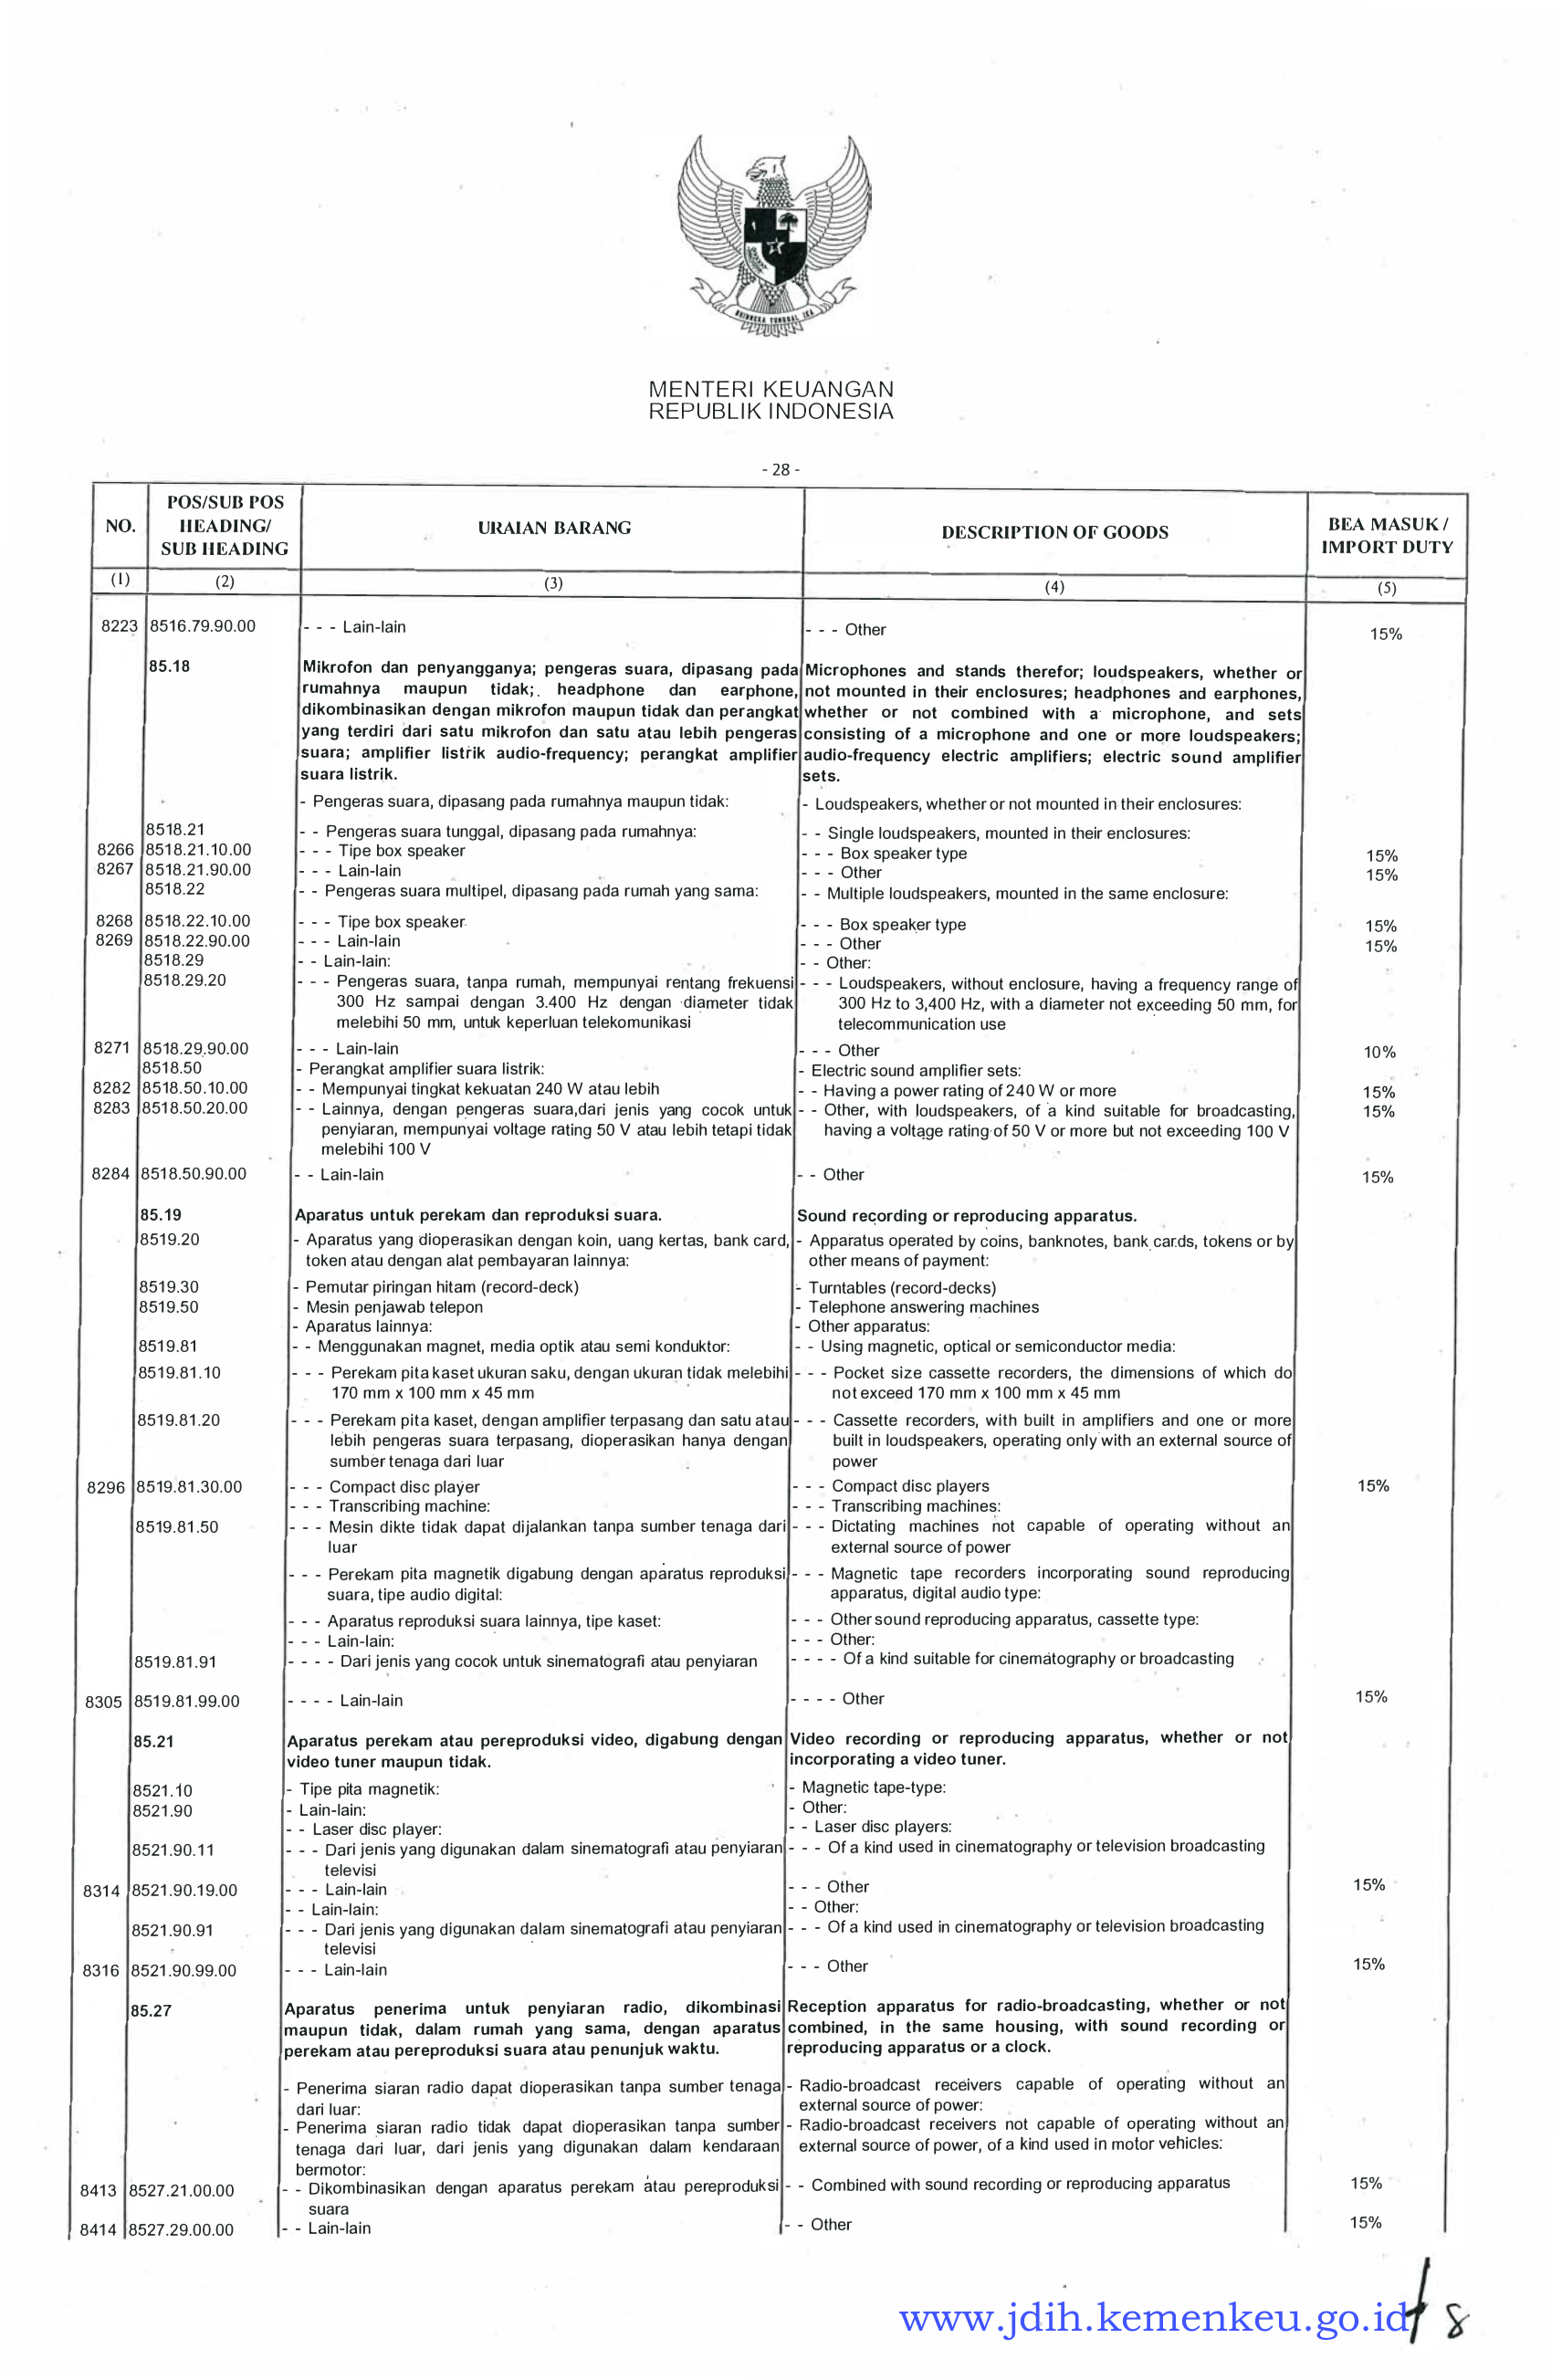 BHINNEKA TUNGGAL IKA
MENTERI KEUANGAN
REPUBLIK INDONESIA
- 28 -
NO.
POS/SUB POS
HEADING/
SUB HEADING
URAIAN BARANG
DESCRIPTION OF GOODS
BEA MASUK /
IMPORT DUTY
(1) (2) (3) (4) (5)
8223 8516.79.90.00 - - - Lain-lain - - - Other 15%
85.18 Mikrofon dan penyangganya; pengeras suara, dipasang pada Microphones and stands therefor; loudspeakers, whether or
rumahnya maupun tidak; headphone dan earphone, not mounted in their enclosures; headphones and earphones,
dikombinasikan dengan mikrofon maupun tidak dan perangkat whether or not combined with a microphone, and sets
yang terdiri dari satu mikrofon dan satu atau lebih pengeras consisting of a microphone and one or more loudspeakers;
suara; amplifier listrik audio-frequency; perangkat amplifier audio-frequency electric amplifiers; electric sound amplifier
suara listrik. sets.
- Pengeras suara, dipasang pada rumahnya maupun tidak: - Loudspeakers, whether or not mounted in their enclosures:
8518.21 - - Pengeras suara tunggal, dipasang pada rumahnya: - - Single loudspeakers, mounted in their enclosures:
8266 8518.21.10.00 - - - Tipe box speaker - - - Box speaker type 15%
8267 8518.21.90.00 - - - Lain-lain - - - Other 15%
8518.22 - - Pengeras suara multipel, dipasang pada rumah yang sama: - - Multiple loudspeakers, mounted in the same enclosure:
8268 8518.22.10.00 - - - Tipe box speaker - - - Box speaker type 15%
8269 8518.22.90.00 - - - Lain-lain - - - Other 15%
8518.29 - - Lain-lain: - - Other:
8518.29.20 - - - Pengeras suara, tanpa rumah, mempunyai rentang frekuensi - - - Loudspeakers, without enclosure, having a frequency range of
300 Hz sampai dengan 3.400 Hz dengan diameter tidak 300 Hz to 3,400 Hz, with a diameter not exceeding 50 mm, for
melebihi 50 mm, untuk keperluan telekomunikasi telecommunication use
8271 8518.29.90.00 - - - Lain-lain - - - Other 10%
8518.50 - Perangkat amplifier suara listrik: - Electric sound amplifier sets:
8282 8518.50.10.00 - - Mempunyai tingkat kekuatan 240 W atau lebih - - Having a power rating of 240 W or more 15%
8283 8518.50.20.00 - - Lainnya, dengan pengeras suara,dari jenis yang cocok untuk - - Other, with loudspeakers, of a kind suitable for broadcasting, 15%
penyiaran, mempunyai voltage rating 50 V atau lebih tetapi tidak having a voltage rating of 50 V or more but not exceeding 100 V
melebihi 100 V
8284 8518.50.90.00 - - Lain-lain - - Other 15%
85.19 Aparatus untuk perekam dan reproduksi suara. Sound recording or reproducing apparatus.
8519.20 - Aparatus yang dioperasikan dengan koin, uang kertas, bank card, - Apparatus operated by coins, banknotes, bank cards, tokens or by
token atau dengan alat pembayaran lainnya: other means of payment:
8519.30 - Pemutar piringan hitam (record-deck) - Turntables (record-decks)
8519.50 - Mesin penjawab telepon - Telephone answering machines
- Aparatus lainnya: - Other apparatus:
8519.81 - - Menggunakan magnet, media optik atau semi konduktor: - - Using magnetic, optical or semiconductor media:
8519.81.10 - - - Perekam pita kaset ukuran saku, dengan ukuran tidak melebihi - - - Pocket size cassette recorders, the dimensions of which do
170 mm x 100 mm x 45 mm not exceed 170 mm x 100 mm x 45 mm
8519.81.20 - - - Perekam pita kaset, dengan amplifier terpasang dan satu atau - - - Cassette recorders, with built in amplifiers and one or more
lebih pengeras suara terpasang, dioperasikan hanya dengan built in loudspeakers, operating only with an external source of
sumber tenaga dari luar power
8296 8519.81.30.00 - - - Compact disc player - - - Compact disc players 15%
- - - Transcribing machine: - - - Transcribing machines:
8519.81.50 - - - Mesin dikte tidak dapat dijalankan tanpa sumber tenaga dari - - - Dictating machines not capable of operating without an
luar external source of power
- - - Perekam pita magnetik digabung dengan aparatus reproduksi - - - Magnetic tape recorders incorporating sound reproducing
suara, tipe audio digital: apparatus, digital audio type:
- - - Aparatus reproduksi suara lainnya, tipe kaset: - - - Other sound reproducing apparatus, cassette type:
- - - Lain-lain: - - - Other:
8519.81.91 - - - - Dari jenis yang cocok untuk sinematografi atau penyiaran - - - - Of a kind suitable for cinematography or broadcasting
8305 8519.81.99.00 - - - - Lain-lain - - - - Other 15%
85.21 Aparatus perekam atau pereproduksi video, digabung dengan Video recording or reproducing apparatus, whether or not
video tuner maupun tidak. incorporating a video tuner.
8521.10 - Tipe pita magnetik: - Magnetic tape-type:
8521.90 - Lain-lain: - Other:
- - Laser disc player: - - Laser disc players:
8521.90.11 - - - Dari jenis yang digunakan dalam sinematografi atau penyiaran - - - Of a kind used in cinematography or television broadcasting
televisi
8314 8521.90.19.00 - - - Lain-lain - - - Other 15%
- - Lain-lain: - - Other:
8521.90.91 - - - Dari jenis yang digunakan dalam sinematografi atau penyiaran - - - Of a kind used in cinematography or television broadcasting
televisi
8316 8521.90.99.00 - - - Lain-lain - - - Other 15%
85.27 Aparatus penerima untuk penyiaran radio, dikombinasi Reception apparatus for radio-broadcasting, whether or not
maupun tidak, dalam rumah yang sama, dengan aparatus combined, in the same housing, with sound recording or
perekam atau pereproduksi suara atau penunjuk waktu. reproducing apparatus or a clock.
- Penerima siaran radio dapat dioperasikan tanpa sumber tenaga - Radio-broadcast receivers capable of operating without an
dari luar: external source of power:
- Penerima siaran radio tidak dapat dioperasikan tanpa sumber - Radio-broadcast receivers not capable of operating without an
tenaga dari luar, dari jenis yang digunakan dalam kendaraan external source of power, of a kind used in motor vehicles:
bermotor:
8413 8527.21.00.00 - - Dikombinasikan dengan aparatus perekam atau pereproduksi - - Combined with sound recording or reproducing apparatus 15%
suara
8414 8527.29.00.00 - - Lain-lain - - Other 15%
www.jdih.kemenkeu.go.id